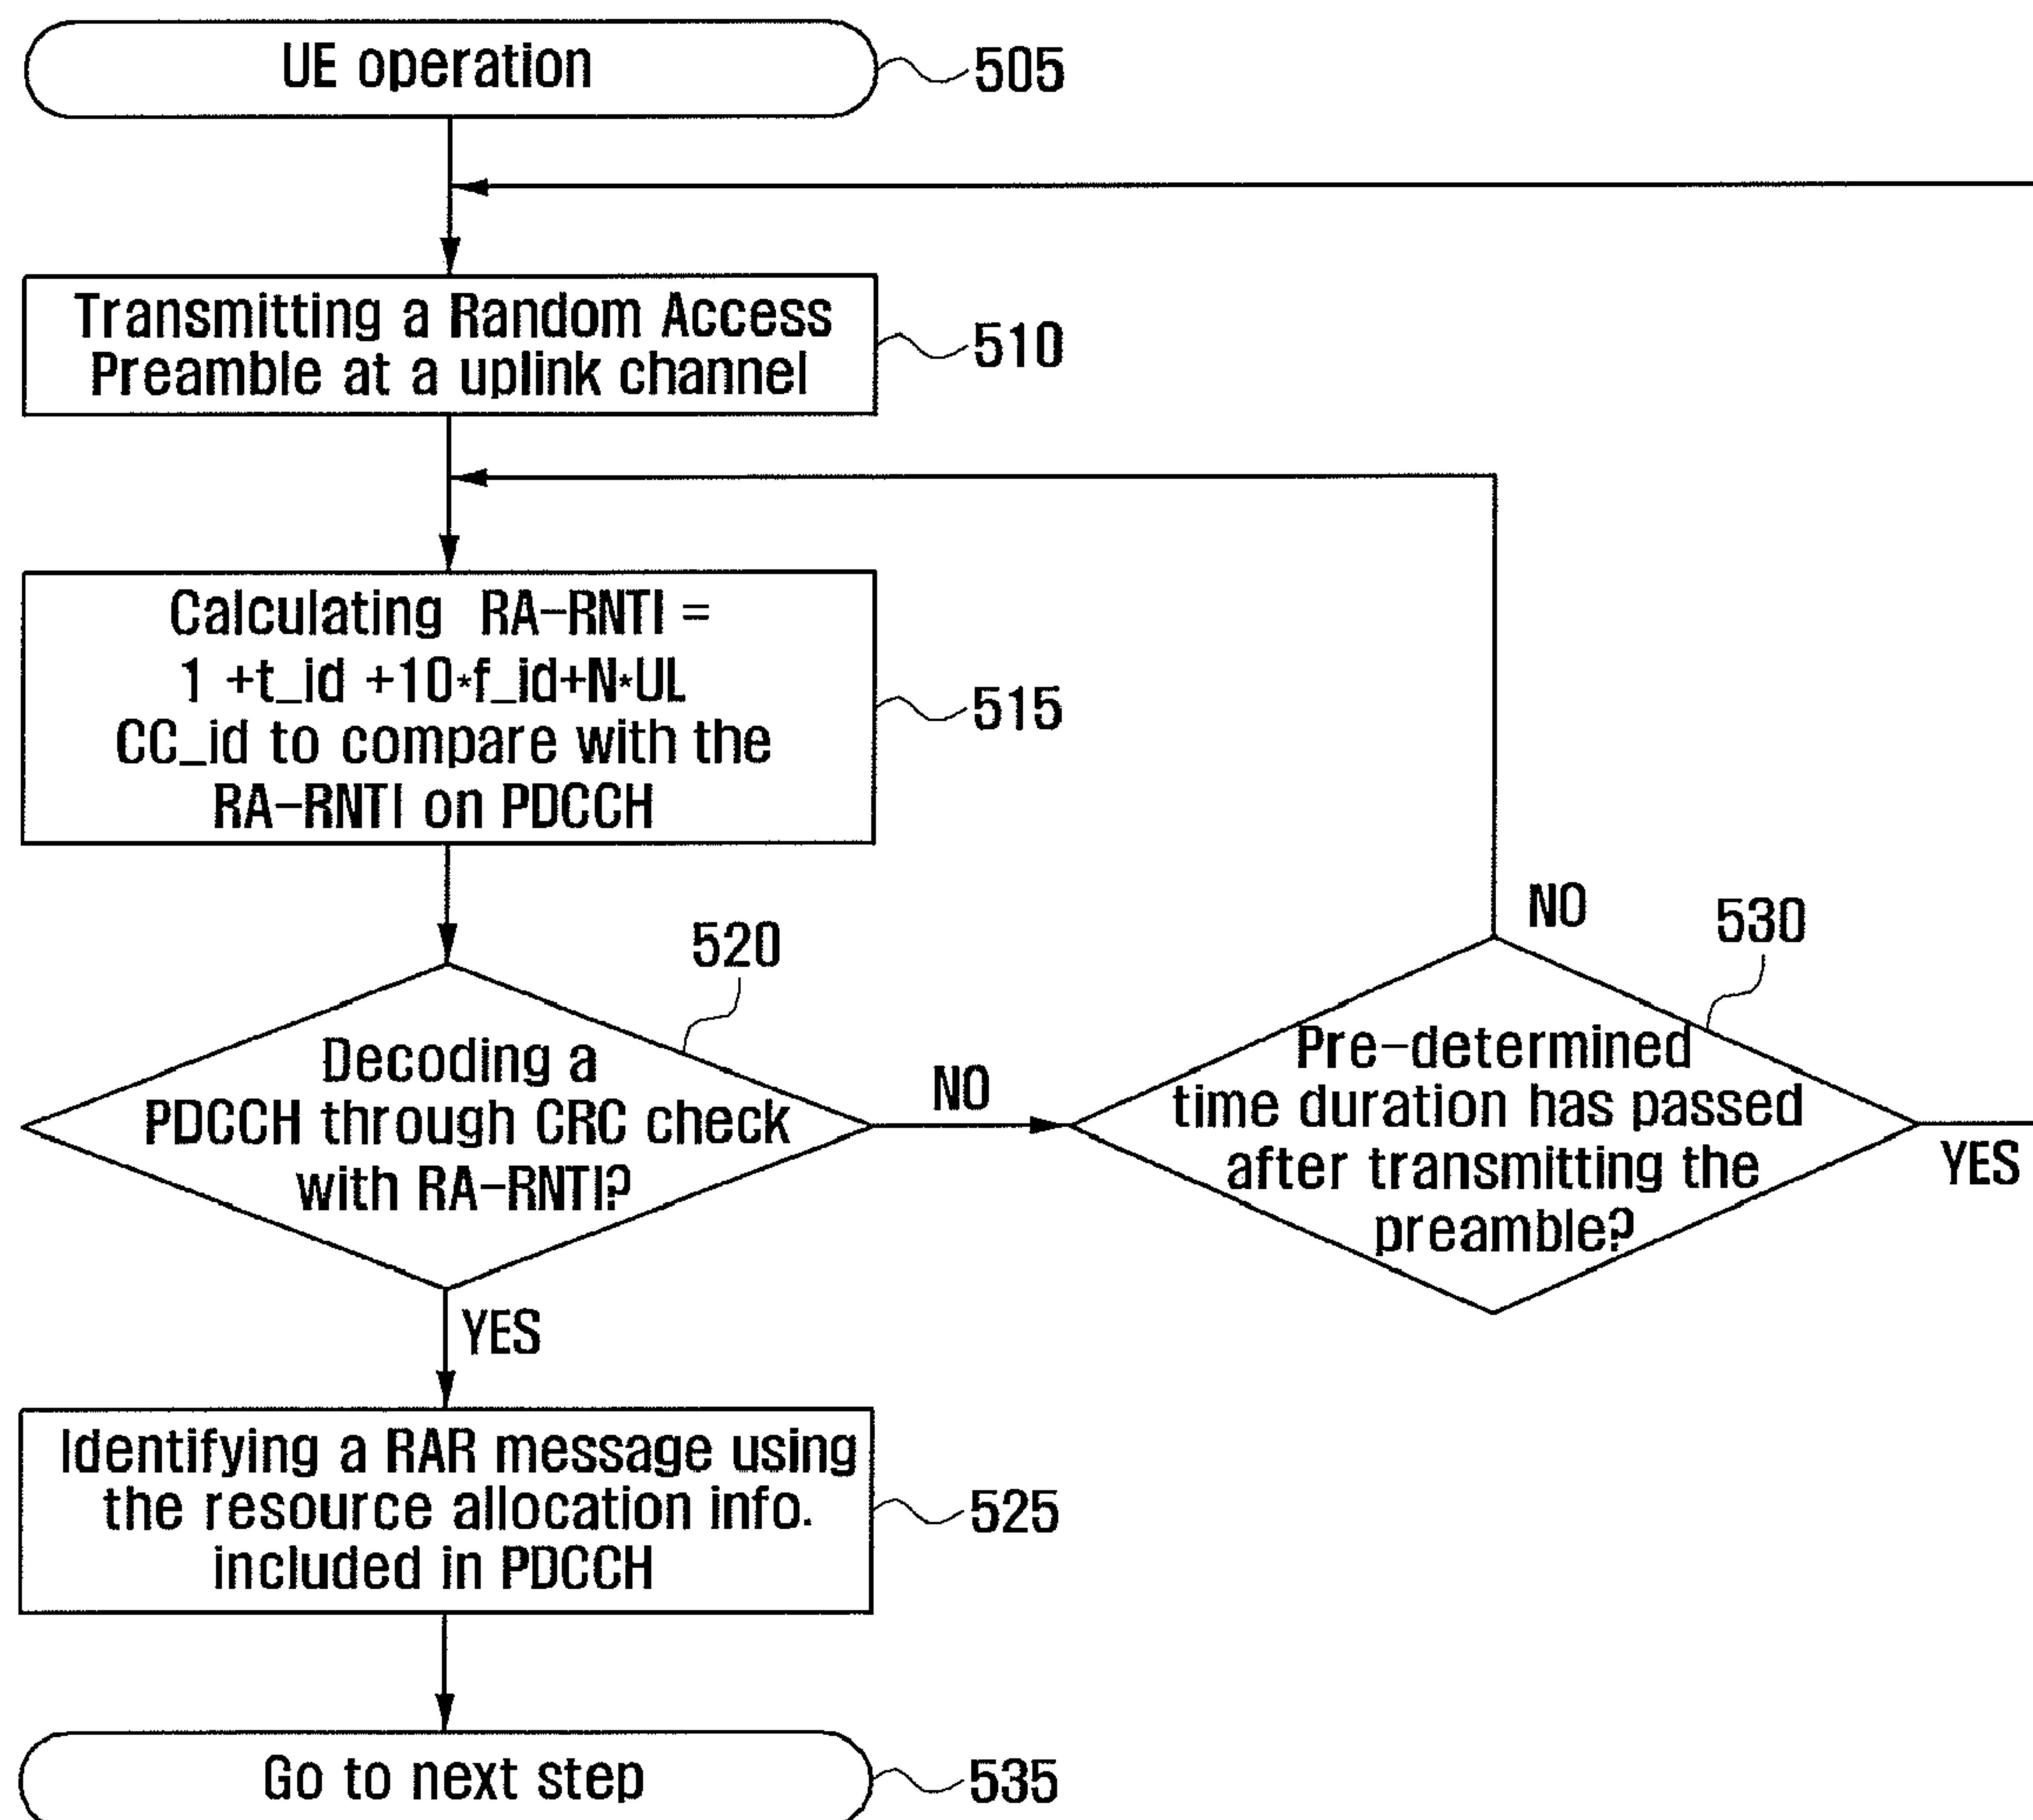 UE operation
505
Transmitting a Random Access
Preamble at a uplink channel
510
Calculating RA-RNTI =
1 +t_id +10*f_id+N*UL
CC_id to compare with the
RA-RNTI on PDCCH
515
520
Decoding a
PDCCH through CRC check
with RA-RNTI?
NO
YES
NO
530
Pre-determined
time duration has passed
after transmitting the
preamble?
YES
Identifying a RAR message using
the resource allocation info.
included in PDCCH
525
Go to next step
535